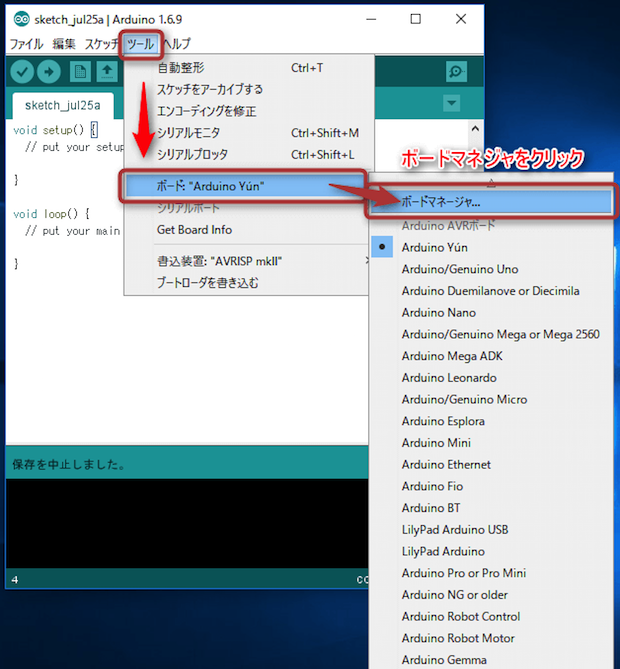 sketch_jul25a | Arduino 1.6.9
ファイル 編集 スケッチ ツール ヘルプ
sketch_jul25a
void setup() {
// put your setup
}
void loop() {
// put your main
}
自動整形 Ctrl+T
スケッチをアーカイブする
エンコーディングを修正
シリアルモニタ Ctrl+Shift+M
シリアルプロッタ Ctrl+Shift+L
ボード: "Arduino Yún"
シリアルポート
Get Board Info
書込装置: "AVRISP mkII"
ブートローダを書き込む
ボードマネジャをクリック
ボードマネージャ...
Arduino AVRボード
Arduino Yún
Arduino/Genuino Uno
Arduino Duemilanove or Diecimila
Arduino Nano
Arduino/Genuino Mega or Mega 2560
Arduino Mega ADK
Arduino Leonardo
Arduino/Genuino Micro
Arduino Esplora
Arduino Mini
Arduino Ethernet
Arduino Fio
Arduino BT
LilyPad Arduino USB
LilyPad Arduino
Arduino Pro or Pro Mini
Arduino NG or older
Arduino Robot Control
Arduino Robot Motor
Arduino Gemma
保存を中止しました。
4